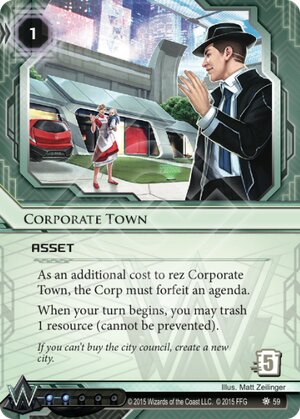 1
CORPORATE TOWN
ASSET
As an additional cost to rez Corporate
Town, the Corp must forfeit an agenda.
When your turn begins, you may trash
1 resource (cannot be prevented).
If you can't buy the city council, create a new
city.
5
Illus. Matt Zeilinger
W
© 2015 Wizards of the Coast LLC. © 2015 FFG 59